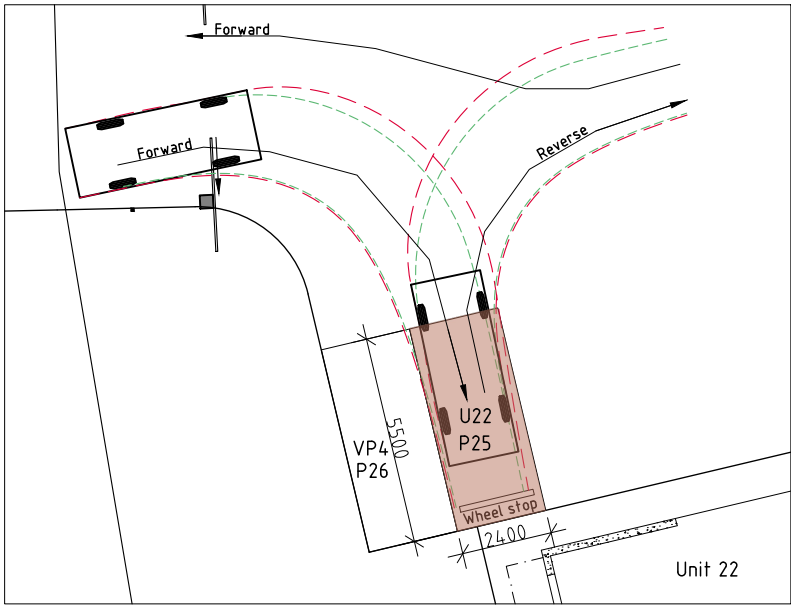 Forward
Forward
Reverse
U22
P25
VP4
P26
5500
Wheel stop
2400
Unit 22